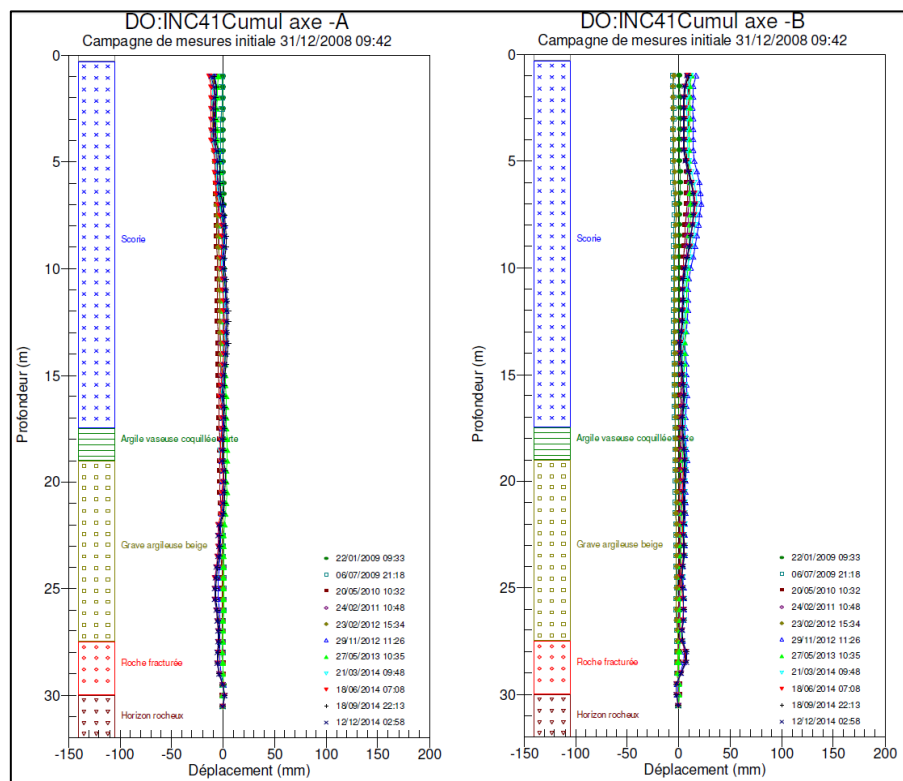 DO:INC41Cumul axe -A
Campagne de mesures initiale 31/12/2008 09:42
0
5
10
15
20
25
30
Profondeur (m)
Scorie
Argile vaseuse coquillée
Grave argileuse beige
Roche fracturée
Horizon rocheux
22/01/2009 09:33
06/07/2009 21:18
20/05/2010 10:32
24/02/2011 10:48
23/02/2012 15:34
29/11/2012 11:26
27/05/2013 10:35
21/03/2014 09:48
18/06/2014 07:08
18/09/2014 22:13
12/12/2014 02:58
-150 -100 -50 0 50 100 150 200
Déplacement (mm)
DO:INC41Cumul axe -B
Campagne de mesures initiale 31/12/2008 09:42
0
5
10
15
20
25
30
Profondeur (m)
Scorie
Argile vaseuse coquillée
Grave argileuse beige
Roche fracturée
Horizon rocheux
22/01/2009 09:33
06/07/2009 21:18
20/05/2010 10:32
24/02/2011 10:48
23/02/2012 15:34
29/11/2012 11:26
27/05/2013 10:35
21/03/2014 09:48
18/06/2014 07:08
18/09/2014 22:13
12/12/2014 02:58
-150 -100 -50 0 50 100 150 200
Déplacement (mm)